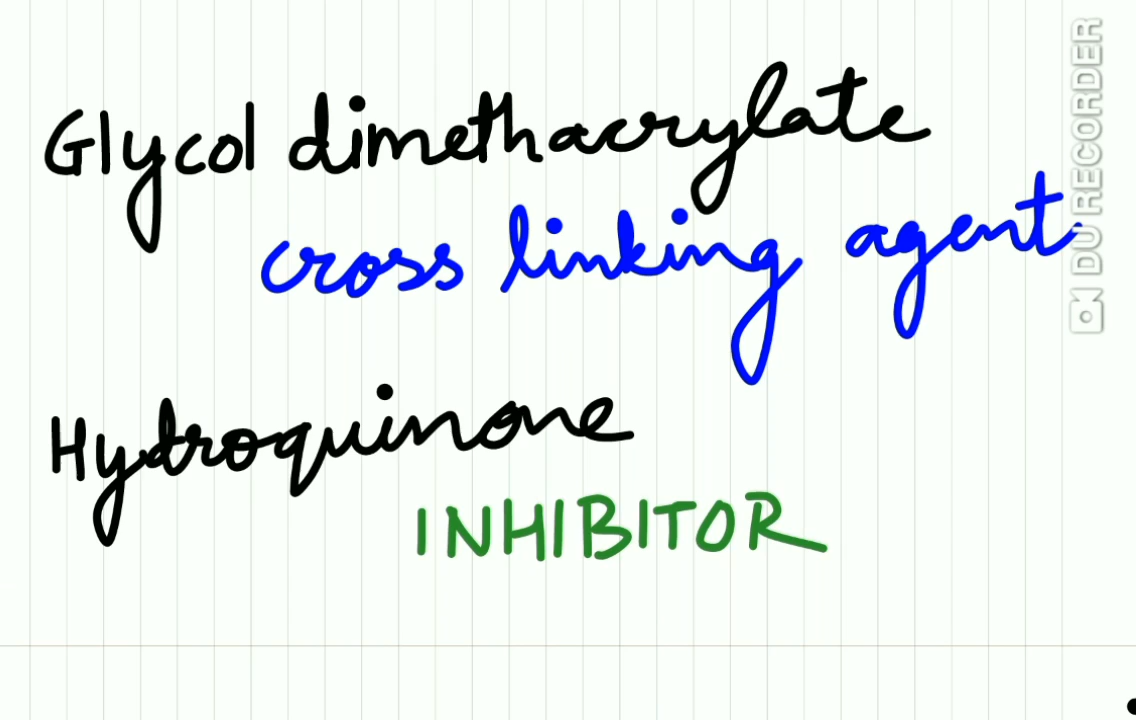 Glycol dimethacrylate
cross linking agent
Hydroquinone
INHIBITOR
DU RECORDER